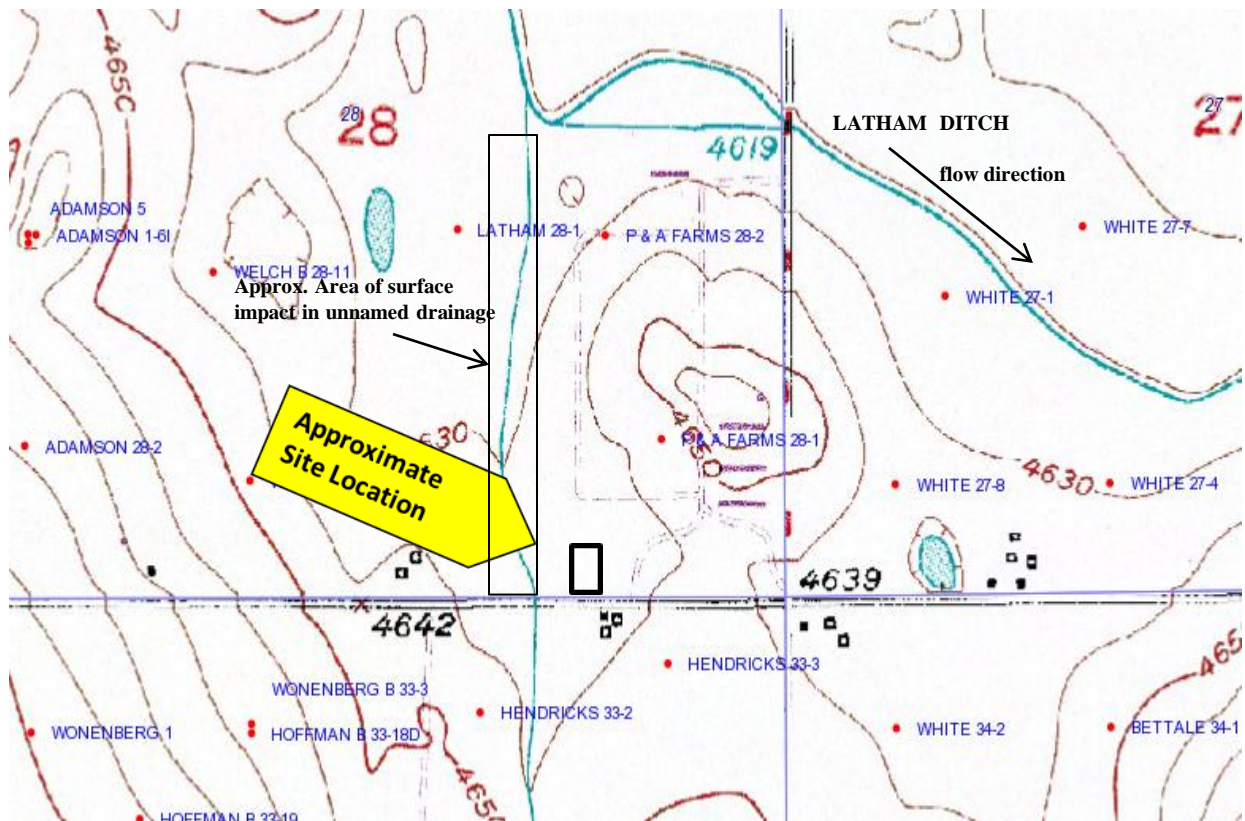 465C
28
28
27
27
LATHAM DITCH
4619
flow direction
ADAMSON 5
ADAMSON 1-6I
LATHAM 28-1
P & A FARMS 28-2
WHITE 27-7
WELCH B 28-11
Approx. Area of surface
impact in unnamed drainage
WHITE 27-1
Approximate
Site Location
630
ADAMSON 28-2
P & A FARMS 28-1
4650
4630
WHITE 27-8
WHITE 27-4
4639
4642
465
HENDRICKS 33-3
WONENBERG B 33-3
HENDRICKS 33-2
WONENBERG 1
HOFFMAN B 33-18D
WHITE 34-2
BETTALE 34-1
4650
HOFFMAN B 33-19